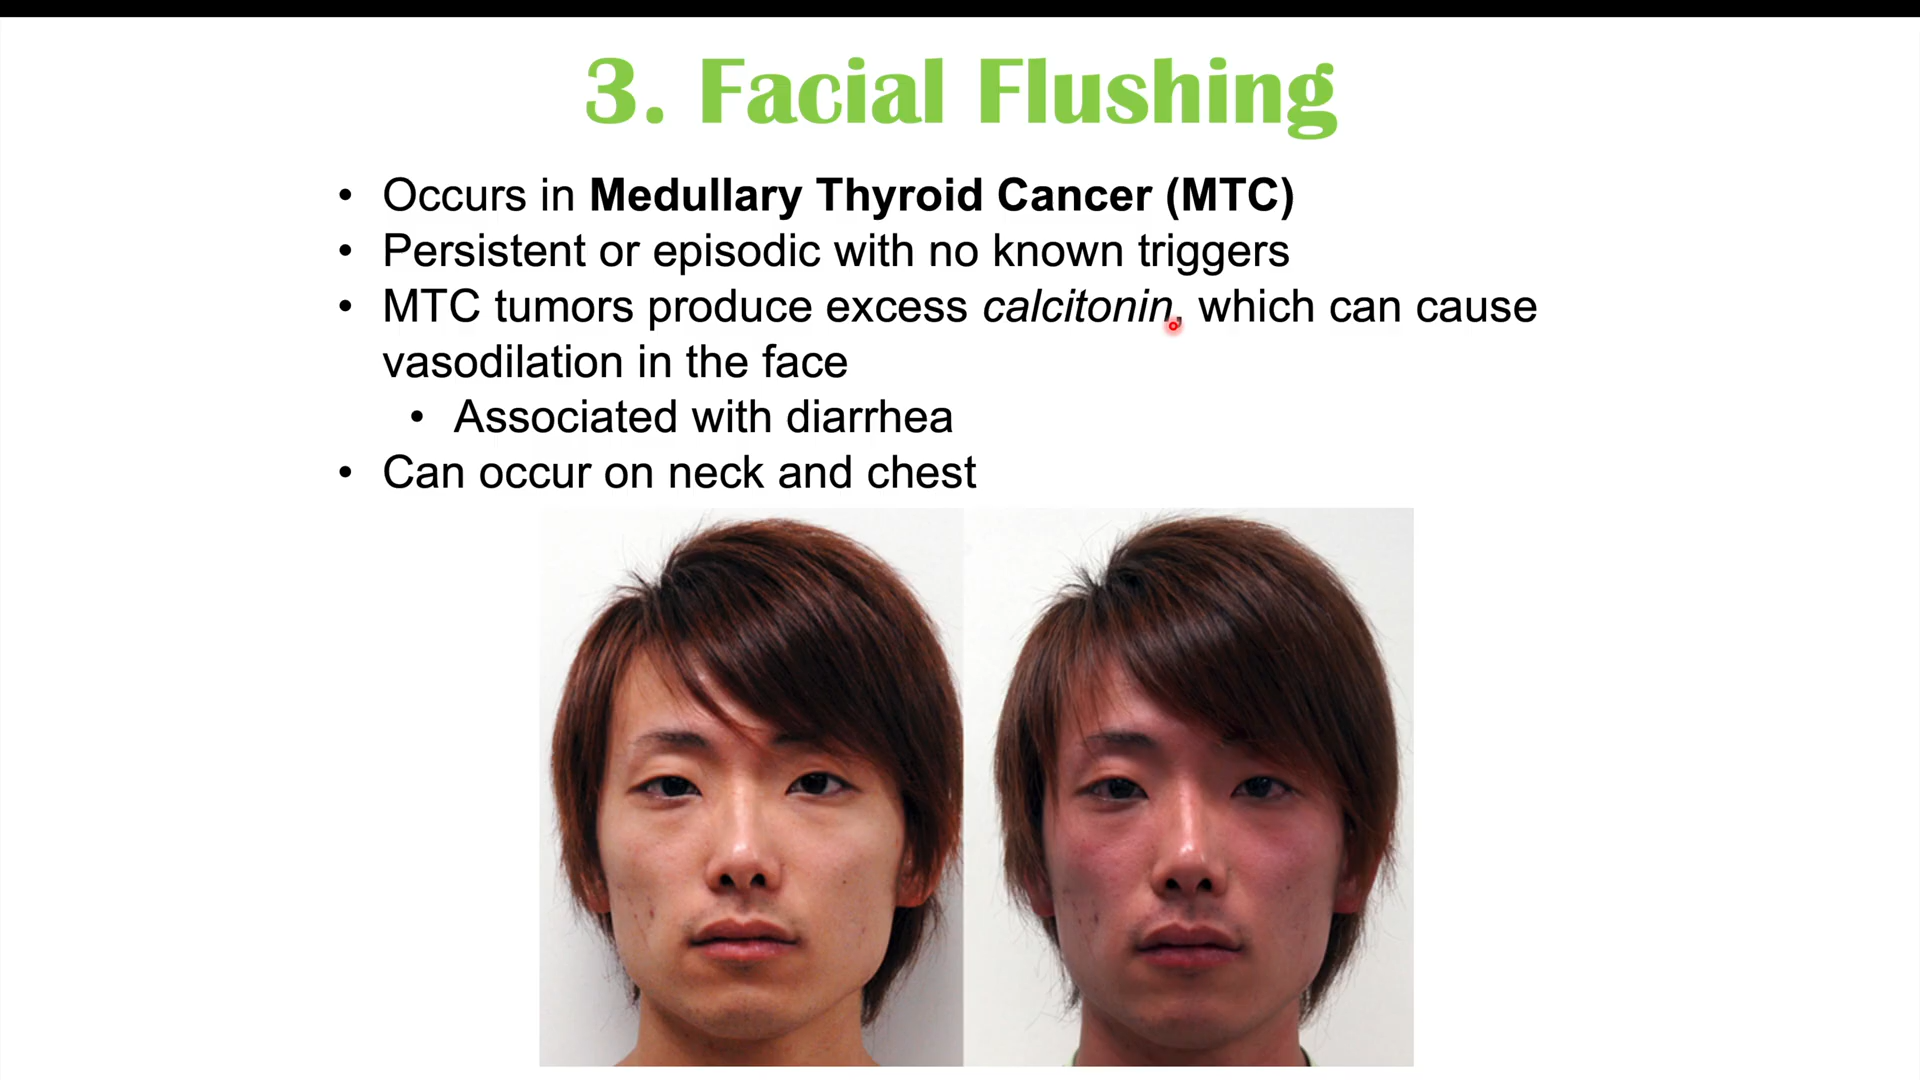 3. Facial Flushing
• Occurs in Medullary Thyroid Cancer (MTC)
• Persistent or episodic with no known triggers
• MTC tumors produce excess calcitonin, which can cause
vasodilation in the face
• Associated with diarrhea
• Can occur on neck and chest